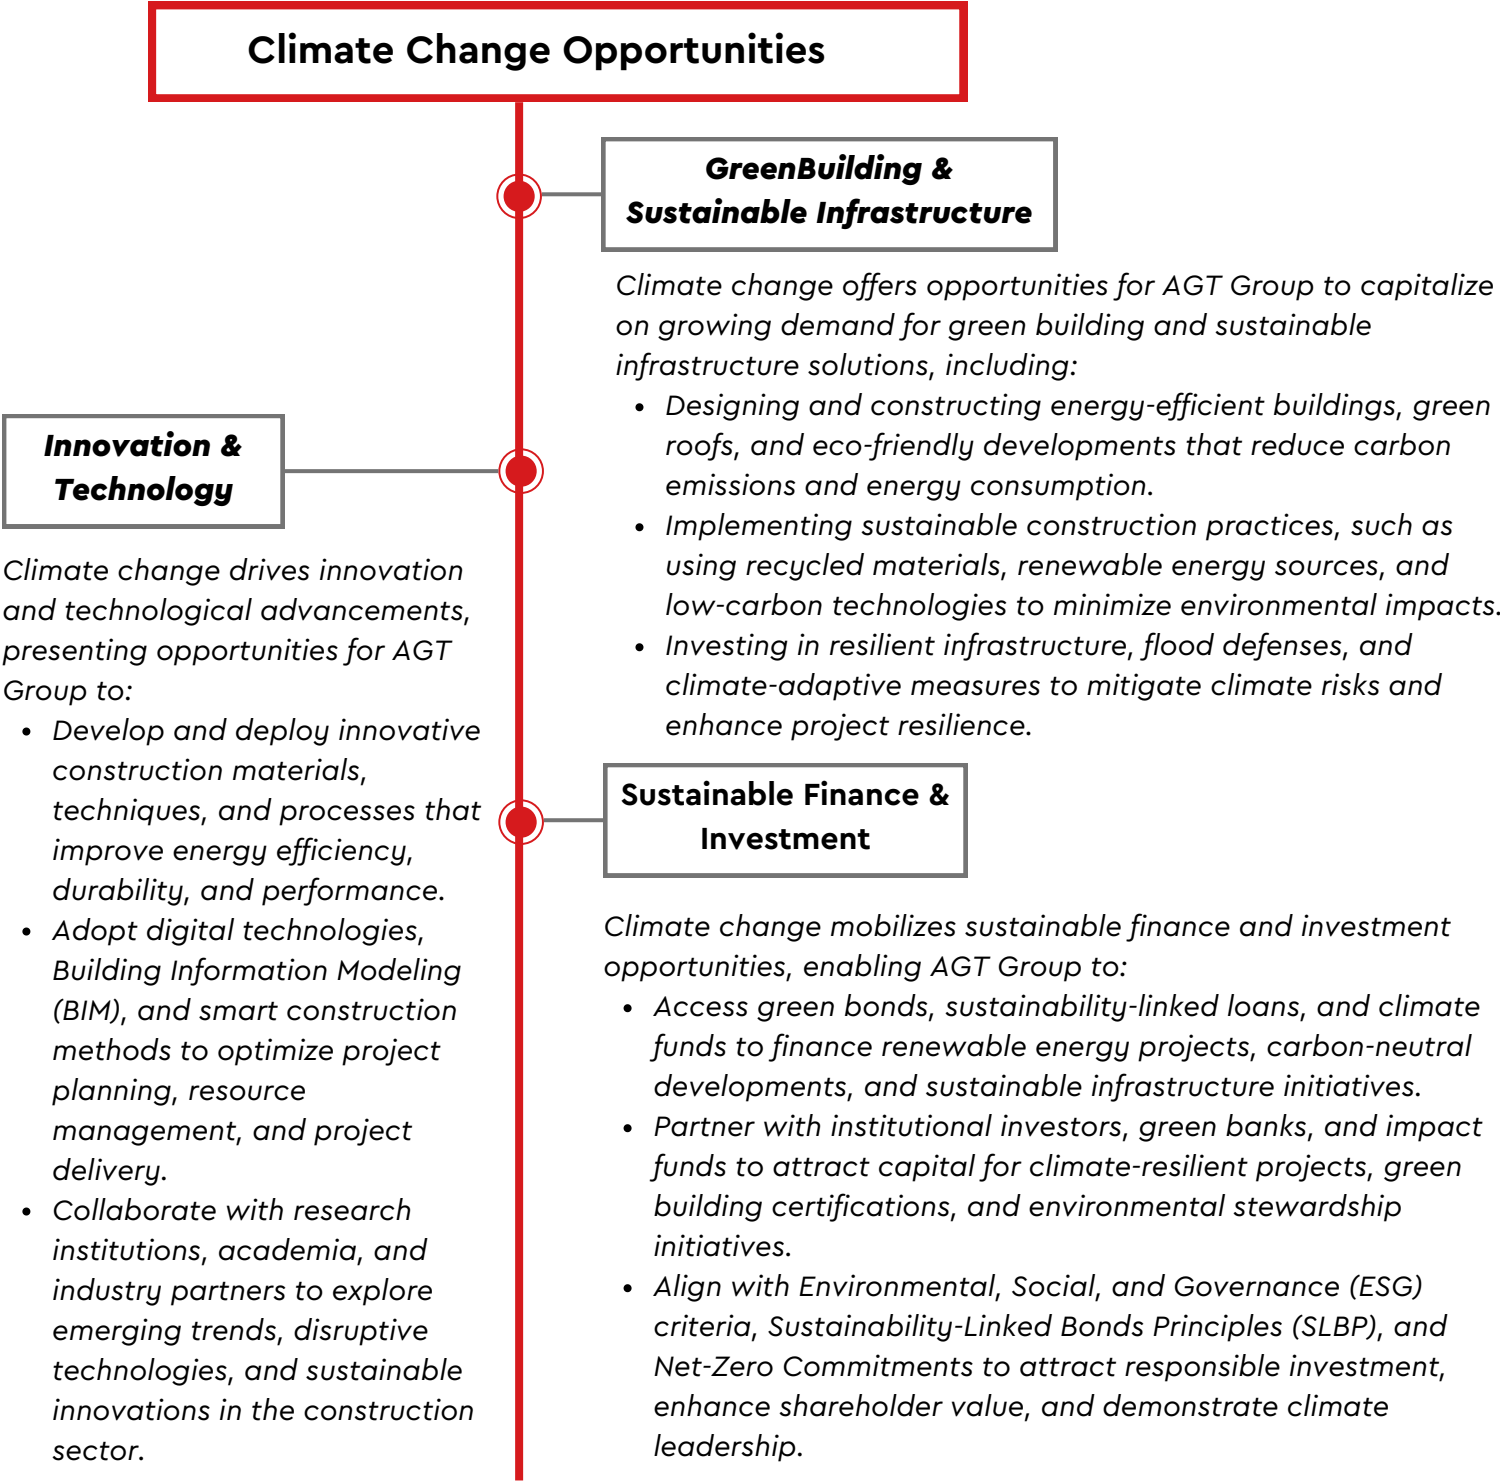 Climate Change Opportunities
GreenBuilding &
Sustainable Infrastructure
Climate change offers opportunities for AGT Group to capitalize
on growing demand for green building and sustainable
infrastructure solutions, including:
• Designing and constructing energy-efficient buildings, green
roofs, and eco-friendly developments that reduce carbon
emissions and energy consumption.
• Implementing sustainable construction practices, such as
using recycled materials, renewable energy sources, and
low-carbon technologies to minimize environmental impacts.
• Investing in resilient infrastructure, flood defenses, and
climate-adaptive measures to mitigate climate risks and
enhance project resilience.
Innovation &
Technology
Climate change drives innovation
and technological advancements,
presenting opportunities for AGT
Group to:
• Develop and deploy innovative
construction materials,
techniques, and processes that
improve energy efficiency,
durability, and performance.
• Adopt digital technologies,
Building Information Modeling
(BIM), and smart construction
methods to optimize project
planning, resource
management, and project
delivery.
• Collaborate with research
institutions, academia, and
industry partners to explore
emerging trends, disruptive
technologies, and sustainable
innovations in the construction
sector.
Sustainable Finance &
Investment
Climate change mobilizes sustainable finance and investment
opportunities, enabling AGT Group to:
• Access green bonds, sustainability-linked loans, and climate
funds to finance renewable energy projects, carbon-neutral
developments, and sustainable infrastructure initiatives.
• Partner with institutional investors, green banks, and impact
funds to attract capital for climate-resilient projects, green
building certifications, and environmental stewardship
initiatives.
• Align with Environmental, Social, and Governance (ESG)
criteria, Sustainability-Linked Bonds Principles (SLBP), and
Net-Zero Commitments to attract responsible investment,
enhance shareholder value, and demonstrate climate
leadership.